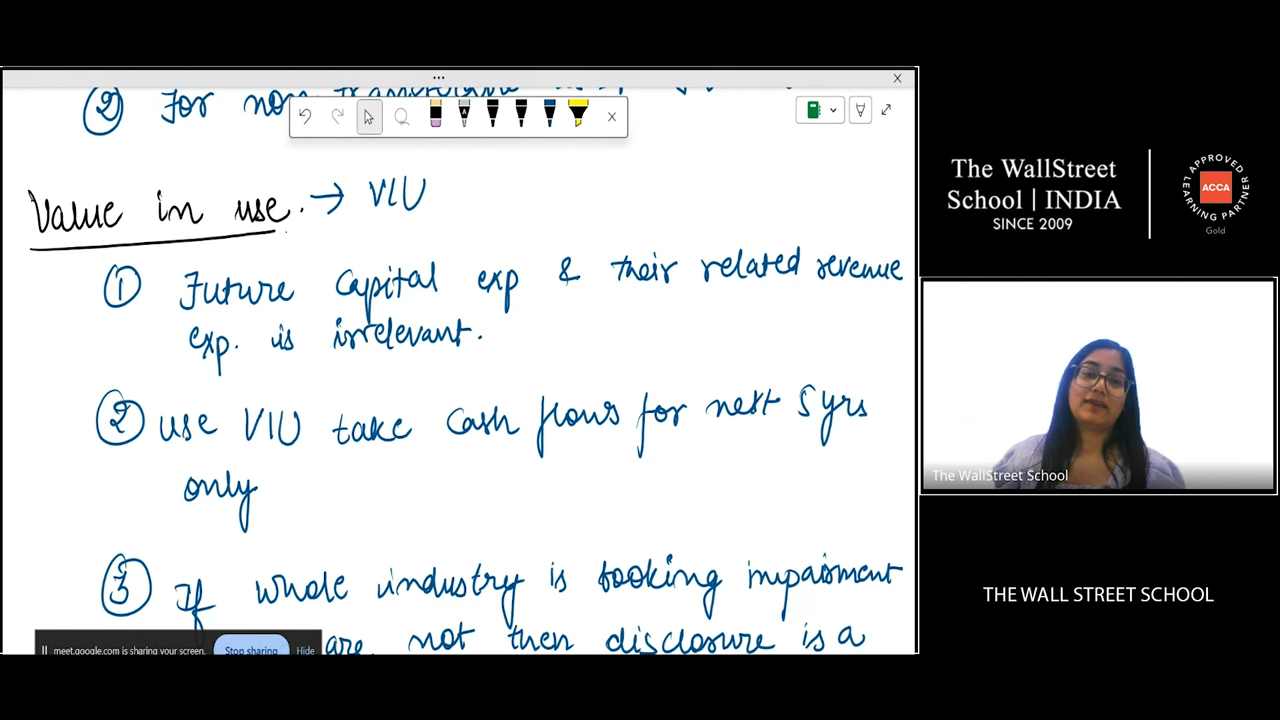 ② For non
Value in use. → VIU
① Future Capital exp & their related revenue
exp. is irrelevant.
② use VIU take cash flows for next 5 yrs
only
③ If whole industry is booking impairment
are not then disclosure is a
meet.google.com is sharing your screen. Stop sharing Hide
The WallStreet
School | INDIA
SINCE 2009
APPROVED LEARNING PARTNER
ACCA
Gold
The WallStreet School
THE WALL STREET SCHOOL